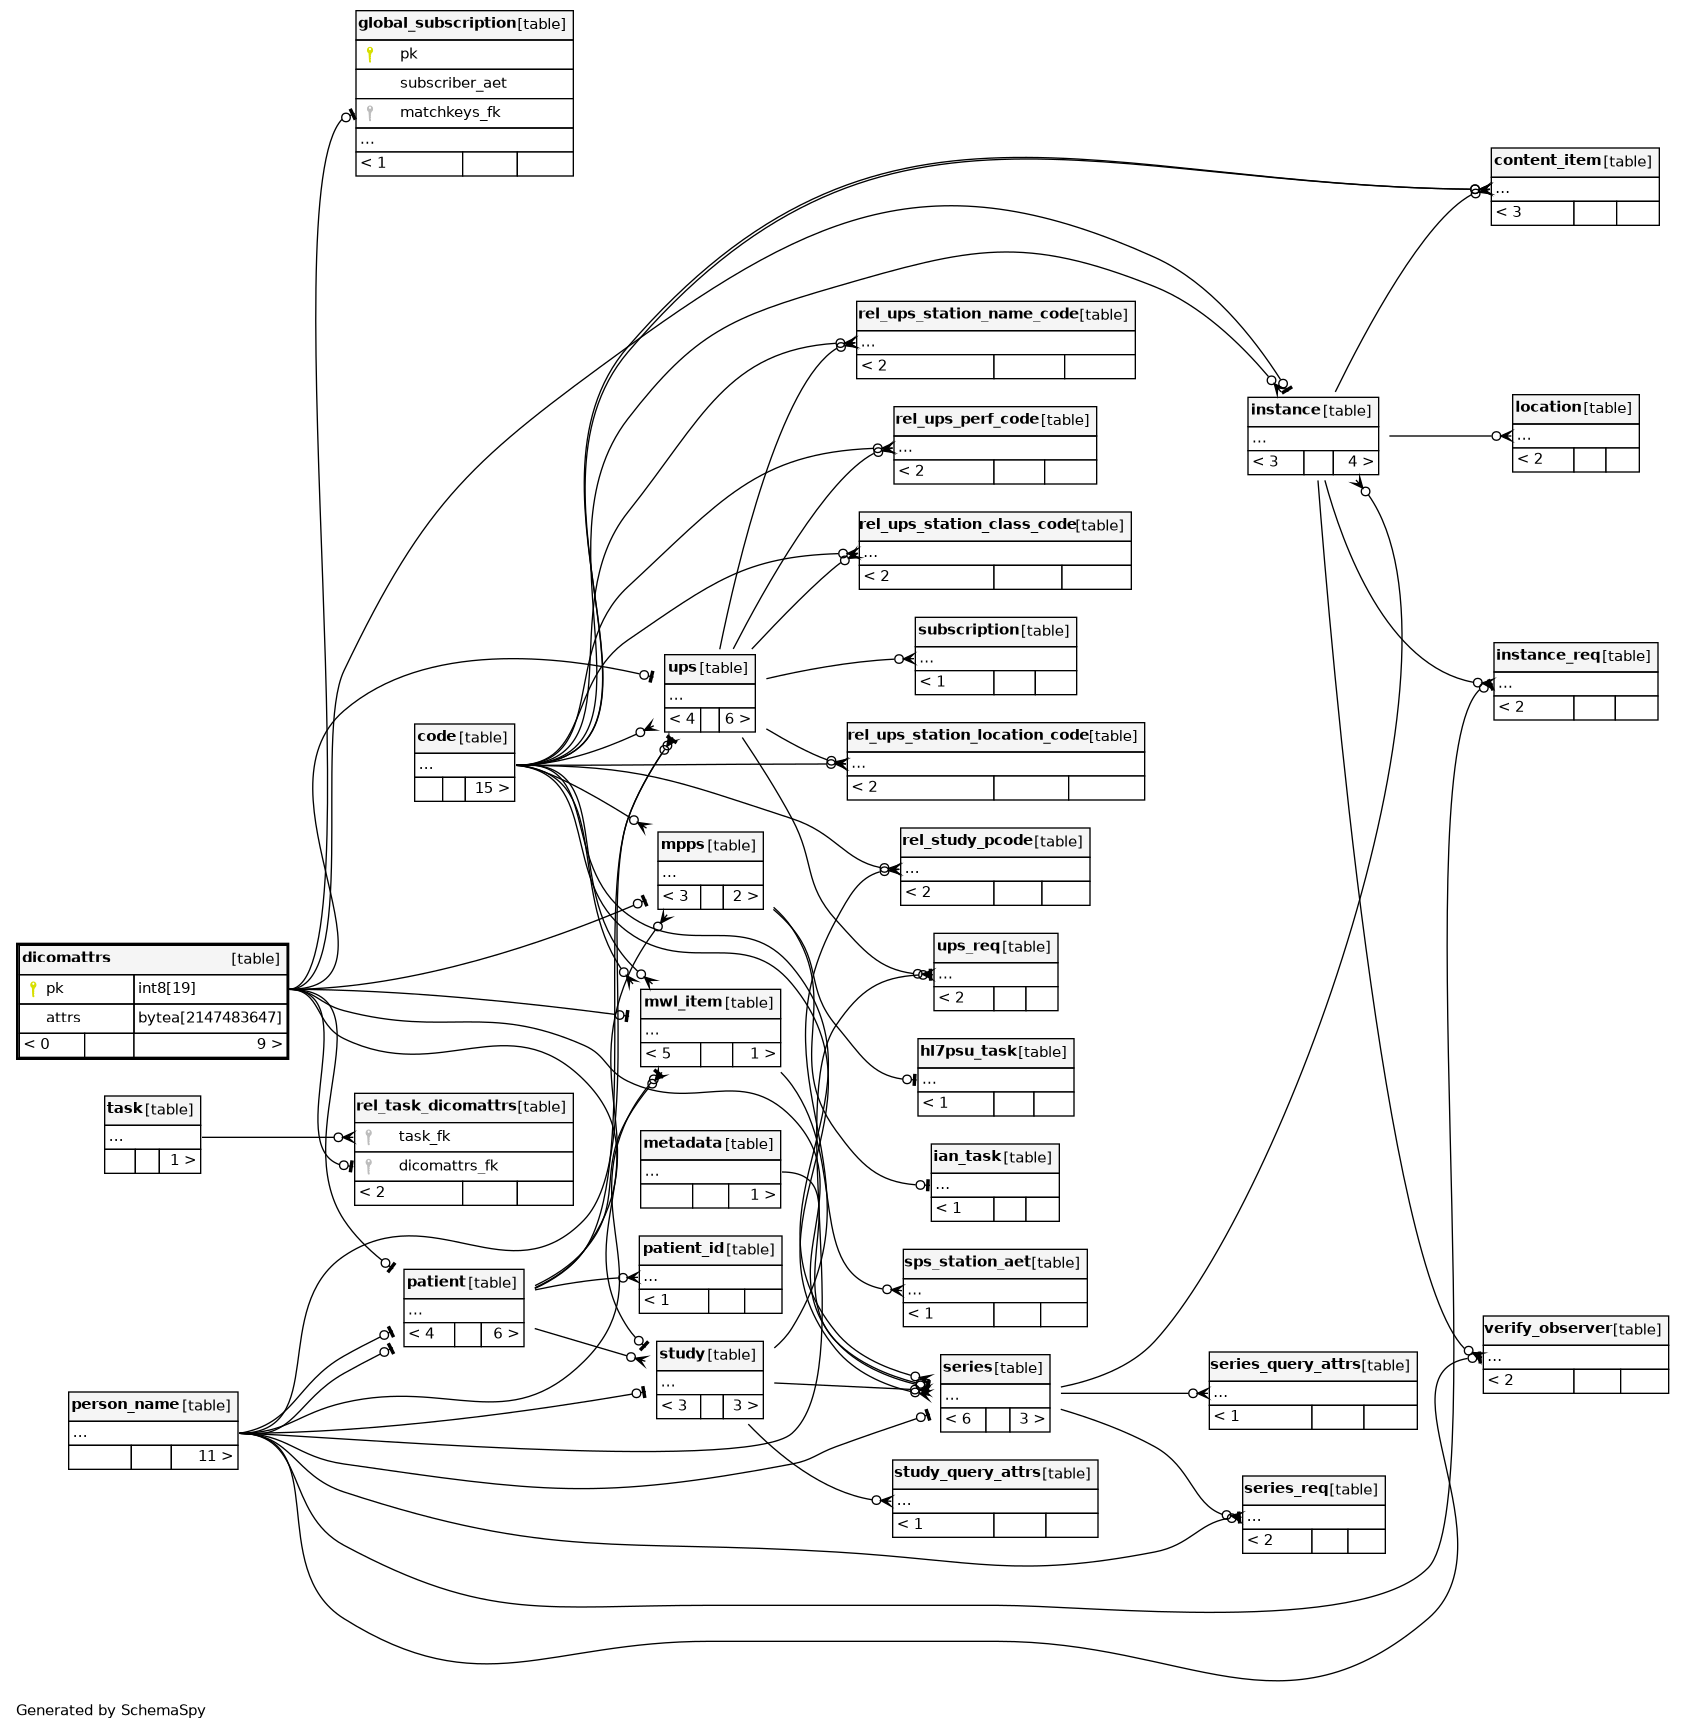 global_subscription [table]
pk
subscriber_aet
matchkeys_fk
...
< 1
content_item [table]
...
< 3
rel_ups_station_name_code [table]
...
< 2
instance [table]
...
< 3 4 >
location [table]
...
< 2
rel_ups_perf_code [table]
...
< 2
rel_ups_station_class_code [table]
...
< 2
subscription [table]
...
< 1
instance_req [table]
...
< 2
ups [table]
...
< 4 6 >
code [table]
...
15 >
rel_ups_station_location_code [table]
...
< 2
mpps [table]
...
< 3 2 >
rel_study_pcode [table]
...
< 2
ups_req [table]
...
< 2
dicomattrs [table]
pk int8[19]
attrs bytea[2147483647]
< 0 9 >
mwl_item [table]
...
< 5 1 >
hl7psu_task [table]
...
< 1
task [table]
...
1 >
rel_task_dicomattrs [table]
task_fk
dicomattrs_fk
< 2
metadata [table]
...
1 >
ian_task [table]
...
< 1
patient_id [table]
...
< 1
sps_station_aet [table]
...
< 1
patient [table]
...
< 4 6 >
study [table]
...
< 3 3 >
series [table]
...
< 6 3 >
series_query_attrs [table]
...
< 1
verify_observer [table]
...
< 2
person_name [table]
...
11 >
study_query_attrs [table]
...
< 1
series_req [table]
...
< 2
Generated by SchemaSpy